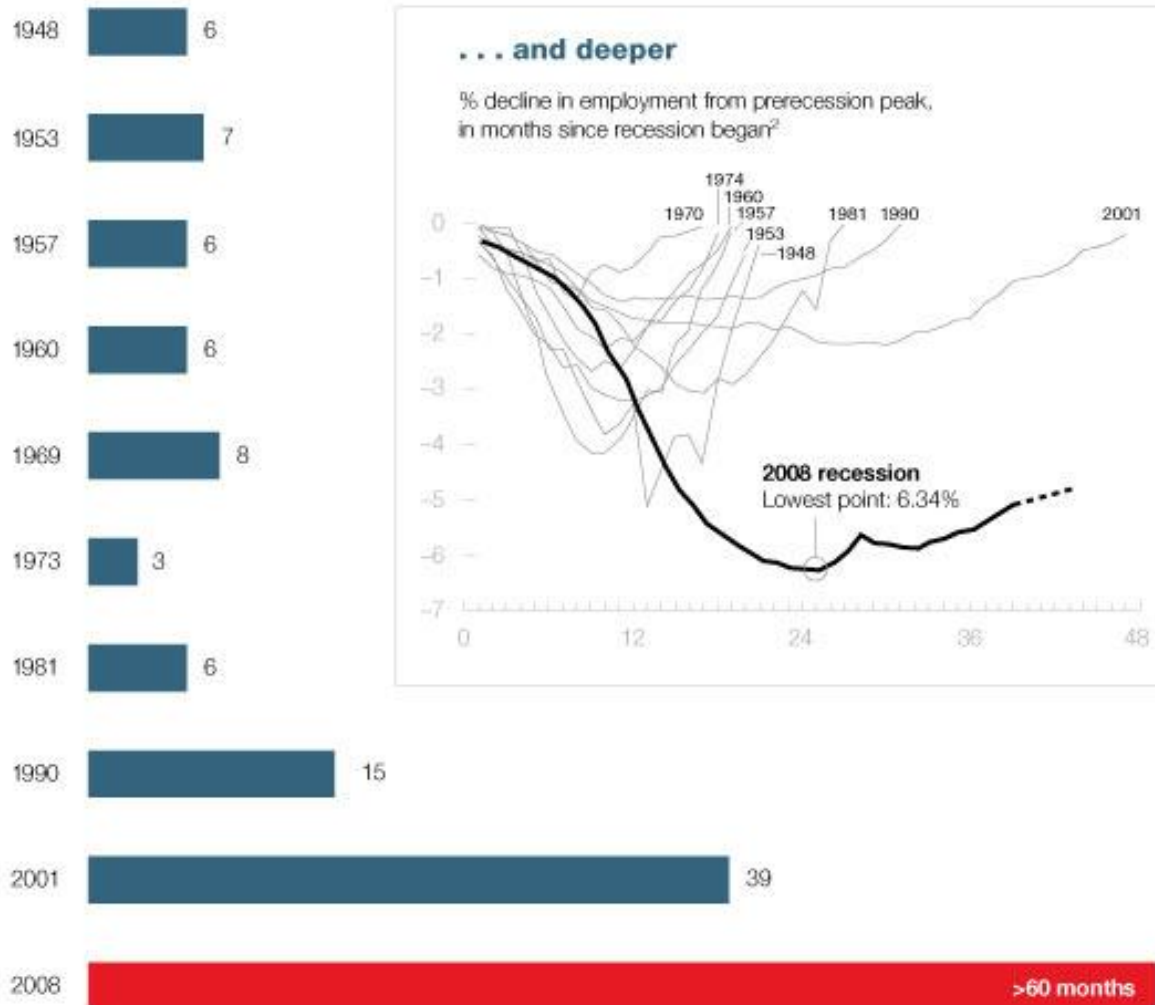 1948 6
1953 7
1957 6
1960 6
1969 8
1973 3
1981 6
1990 15
2001 39
2008 >60 months
. . . and deeper
% decline in employment from prerecession peak,
in months since recession began²
1974
1960
1970 1957 1981 1990 2001
1953
—1948
0
–1
–2
–3
–4
–5
–6
–7
2008 recession
Lowest point: 6.34%
0 12 24 36 48